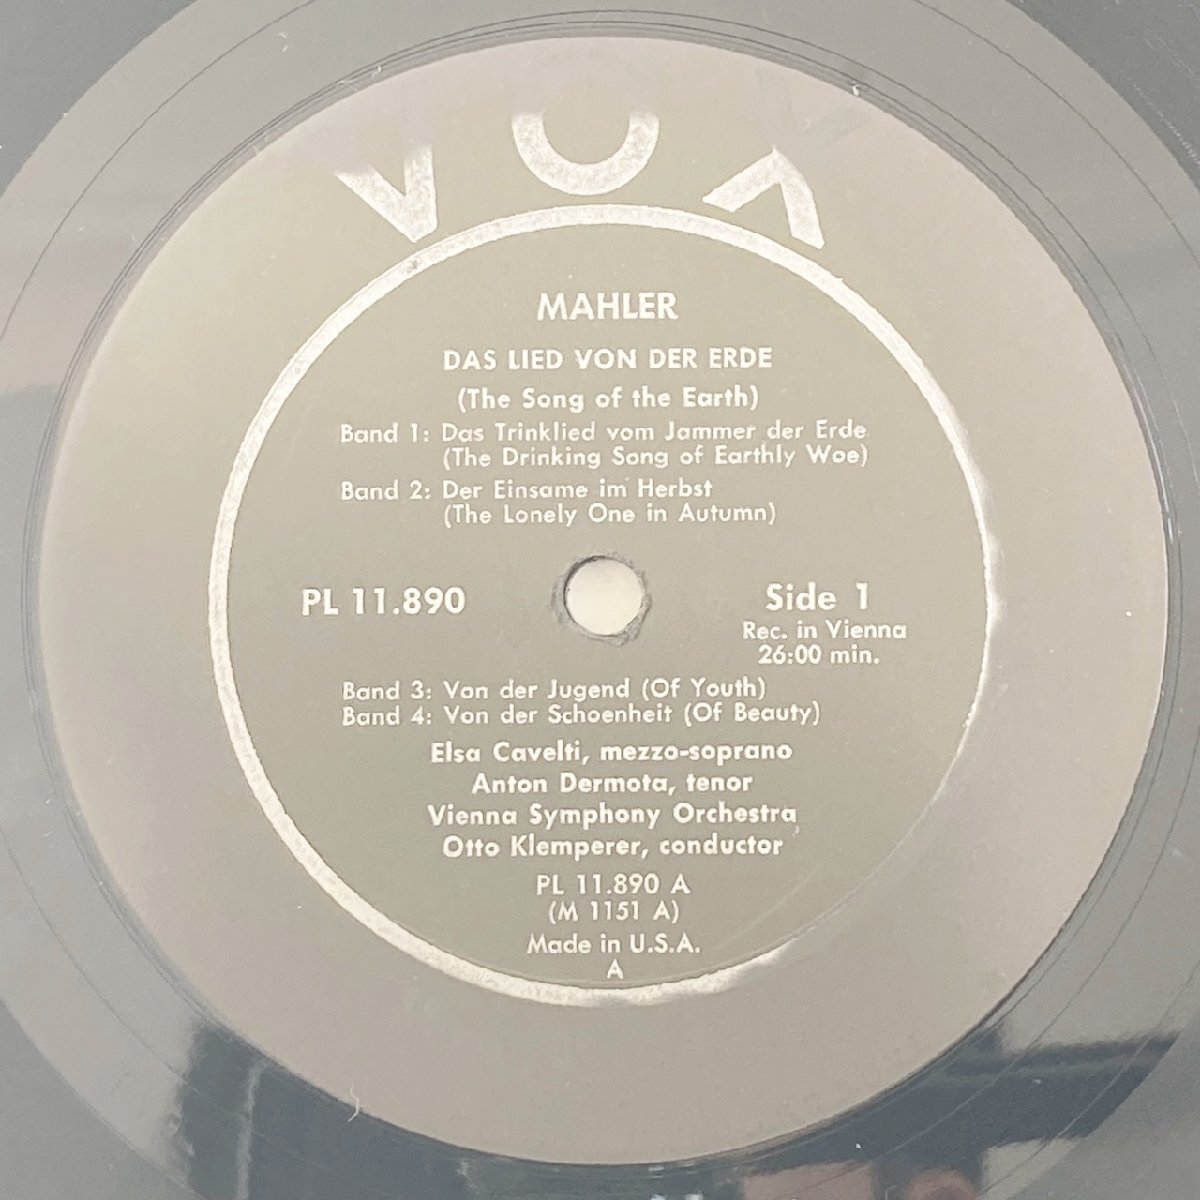 VOX
MAHLER
DAS LIED VON DER ERDE
(The Song of the Earth)
Band 1: Das Trinklied vom Jammer der Erde
(The Drinking Song of Earthly Woe)
Band 2: Der Einsame im Herbst
(The Lonely One in Autumn)
PL 11.890
Side 1
Rec. in Vienna
26:00 min.
Band 3: Von der Jugend (Of Youth)
Band 4: Von der Schoenheit (Of Beauty)
Elsa Cavelti, mezzo-soprano
Anton Dermota, tenor
Vienna Symphony Orchestra
Otto Klemperer, conductor
PL 11.890 A
(M 1151 A)
Made in U.S.A.
A